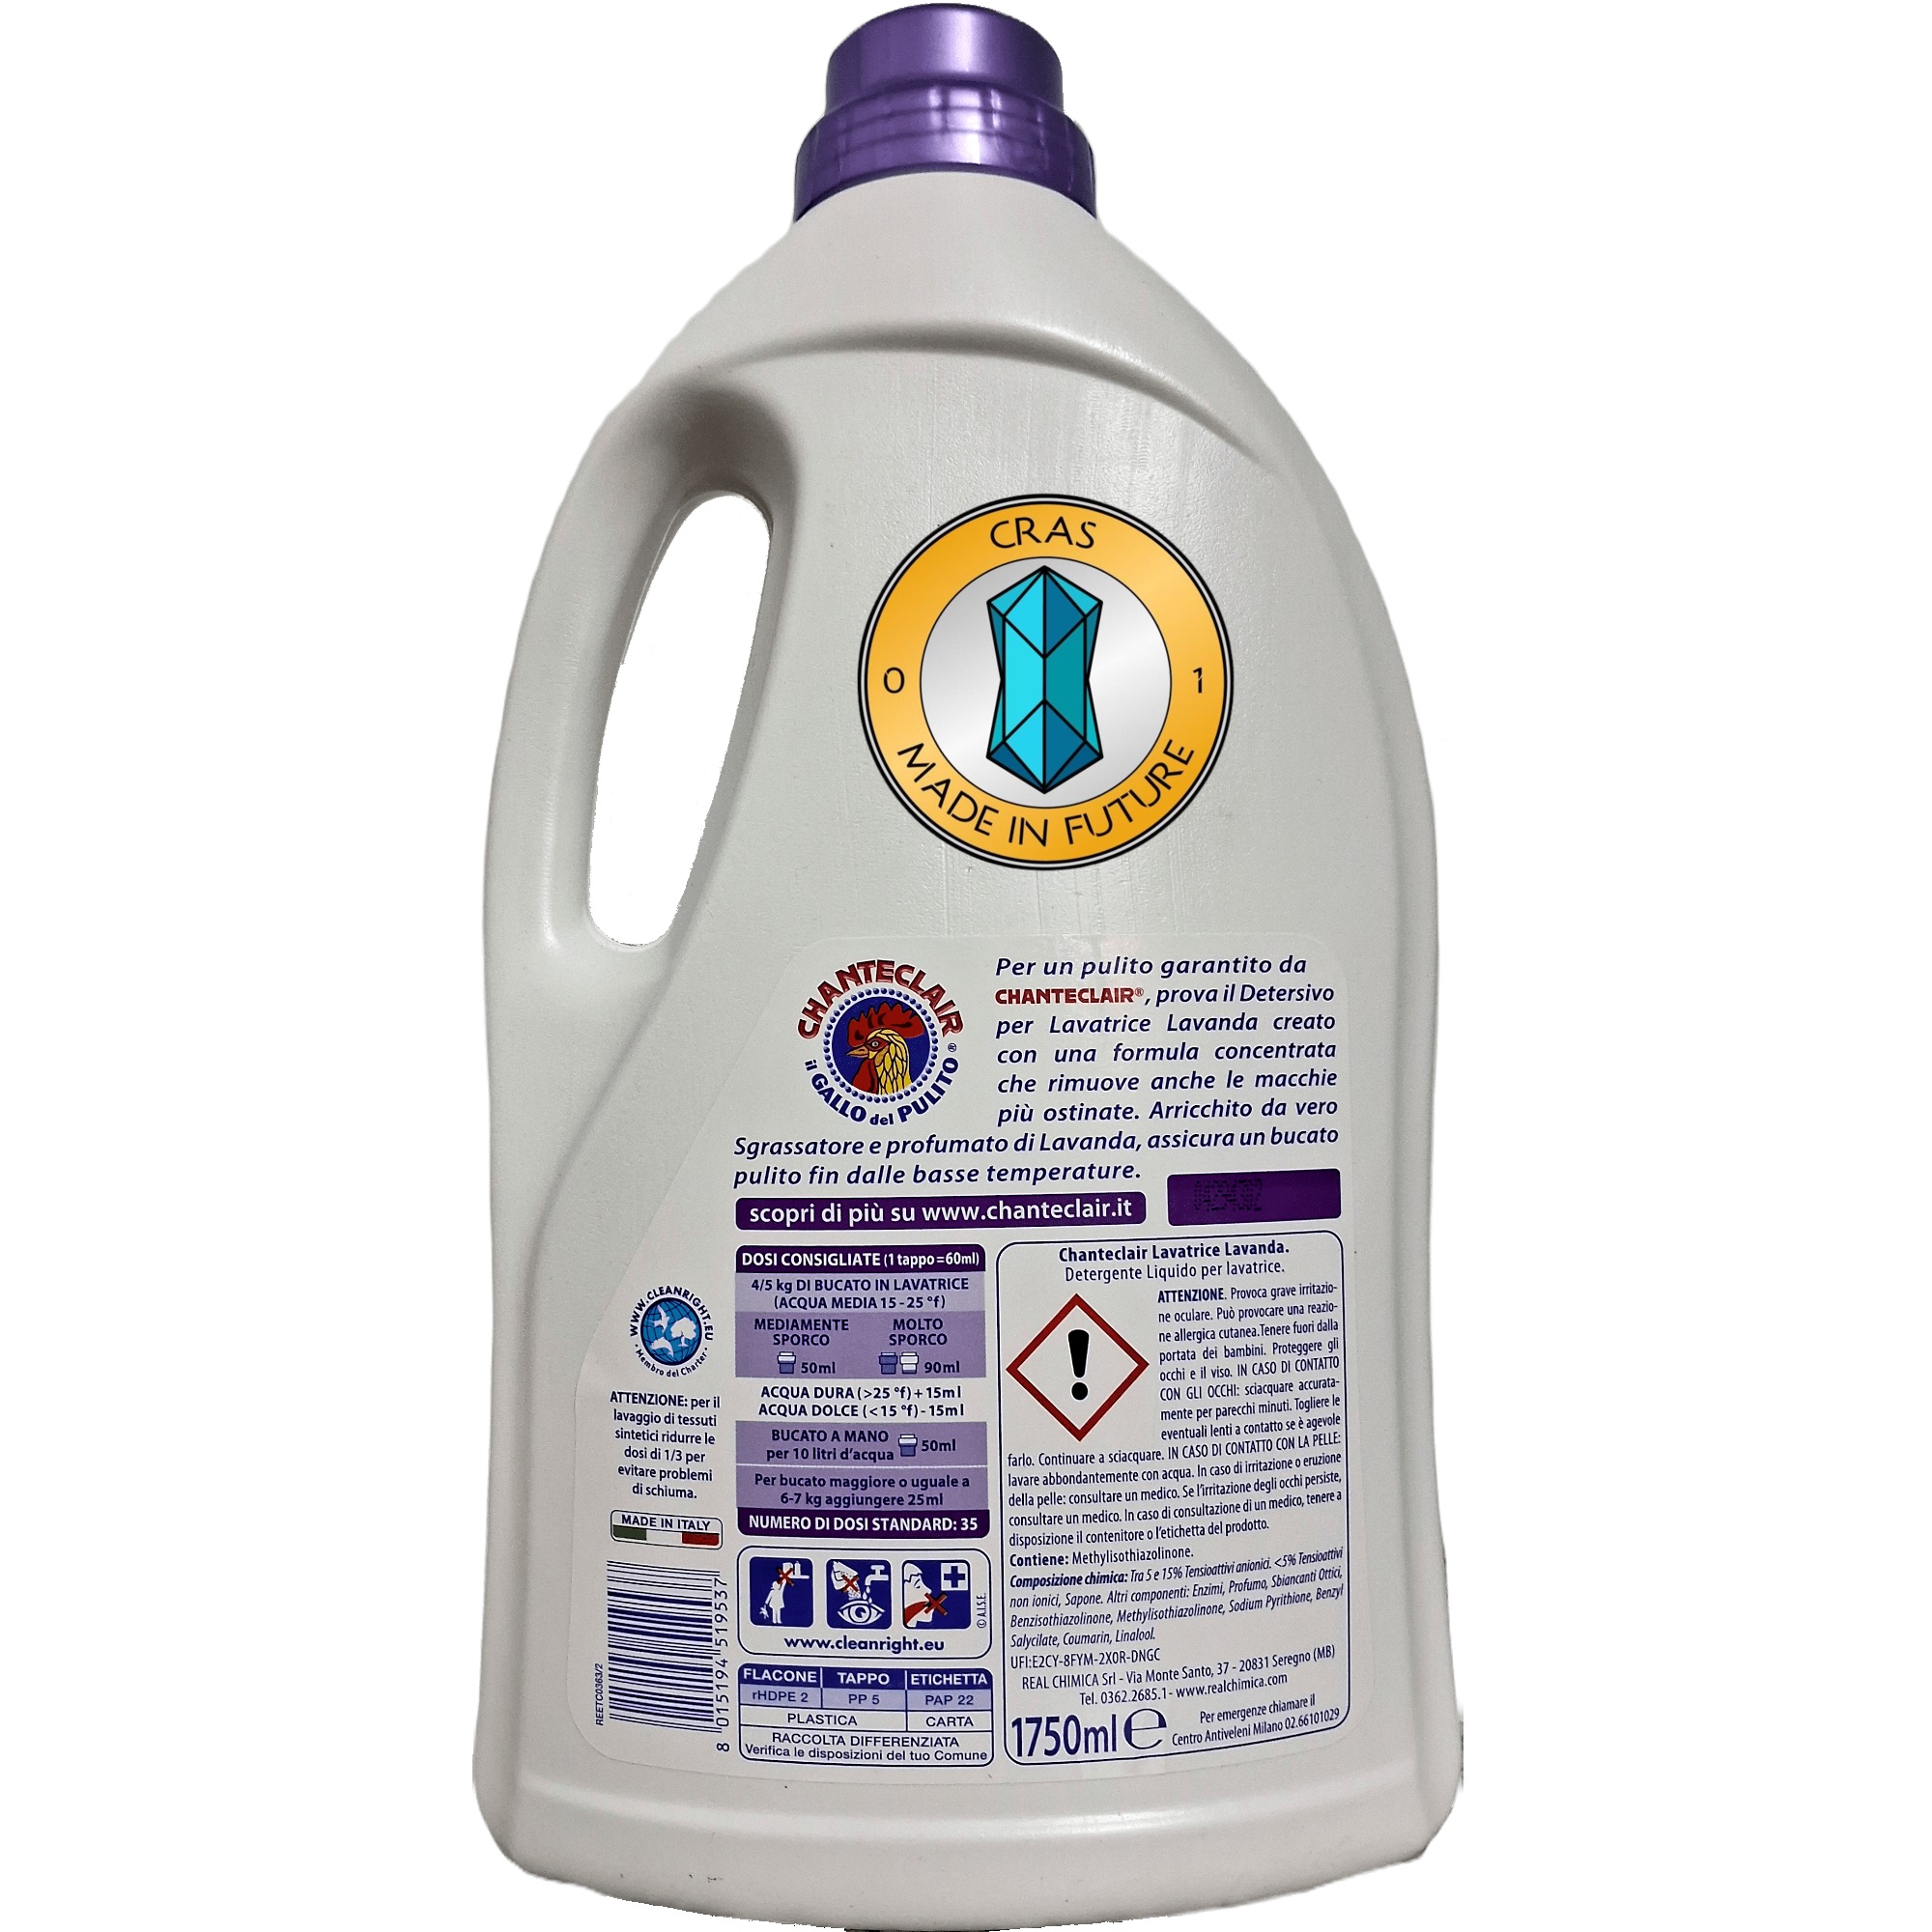 CRAS
0 1
MADE IN FUTURE
CHANTECLAIR
il GALLO del PULITO ®
Per un pulito garantito da
CHANTECLAIR®, prova il Detersivo
per Lavatrice Lavanda creato
con una formula concentrata
che rimuove anche le macchie
più ostinate. Arricchito da vero
Sgrassatore e profumato di Lavanda, assicura un bucato
pulito fin dalle basse temperature.
scopri di più su www.chanteclair.it
WWW.CLEANRIGHT.EU
• Membro del Charter •
ATTENZIONE: per il
lavaggio di tessuti
sintetici ridurre le
dosi di 1/3 per
evitare problemi
di schiuma.
MADE IN ITALY
REETC0363/2
8 015194 519537
DOSI CONSIGLIATE (1 tappo=60ml)
4/5 kg DI BUCATO IN LAVATRICE
(ACQUA MEDIA 15-25 °f)
MEDIAMENTE SPORCO
50ml
MOLTO SPORCO
90ml
ACQUA DURA (>25 °f) + 15ml
ACQUA DOLCE (<15 °f) - 15ml
BUCATO A MANO
per 10 litri d'acqua 50ml
Per bucato maggiore o uguale a
6-7 kg aggiungere 25ml
NUMERO DI DOSI STANDARD: 35
© A.I.S.E.
www.cleanright.eu
FLACONE TAPPO ETICHETTA
rHDPE 2 PP 5 PAP 22
PLASTICA CARTA
RACCOLTA DIFFERENZIATA
Verifica le disposizioni del tuo Comune
Chanteclair Lavatrice Lavanda.
Detergente Liquido per lavatrice.
ATTENZIONE. Provoca grave irritazio-
ne oculare. Può provocare una reazio-
ne allergica cutanea.Tenere fuori dalla
portata dei bambini. Proteggere gli
occhi e il viso. IN CASO DI CONTATTO
CON GLI OCCHI: sciacquare accurata-
mente per parecchi minuti. Togliere le
eventuali lenti a contatto se è agevole
farlo. Continuare a sciacquare. IN CASO DI CONTATTO CON LA PELLE:
lavare abbondantemente con acqua. In caso di irritazione o eruzione
della pelle: consultare un medico. Se l'irritazione degli occhi persiste,
consultare un medico. In caso di consultazione di un medico, tenere a
disposizione il contenitore o l'etichetta del prodotto.
Contiene: Methylisothiazolinone.
Composizione chimica: Tra 5 e 15% Tensioattivi anionici. <5% Tensioattivi
non ionici, Sapone. Altri componenti: Enzimi, Profumo, Sbiancanti Ottici,
Benzisothiazolinone, Methylisothiazolinone, Sodium Pyrithione, Benzyl
Salycilate, Coumarin, Linalool.
UFI:E2CY-8FYM-2X0R-DNGC
REAL CHIMICA Srl - Via Monte Santo, 37 - 20831 Seregno (MB)
Tel. 0362.2685.1 - www.realchimica.com
1750ml e
Per emergenze chiamare il
Centro Antiveleni Milano 02.66101029